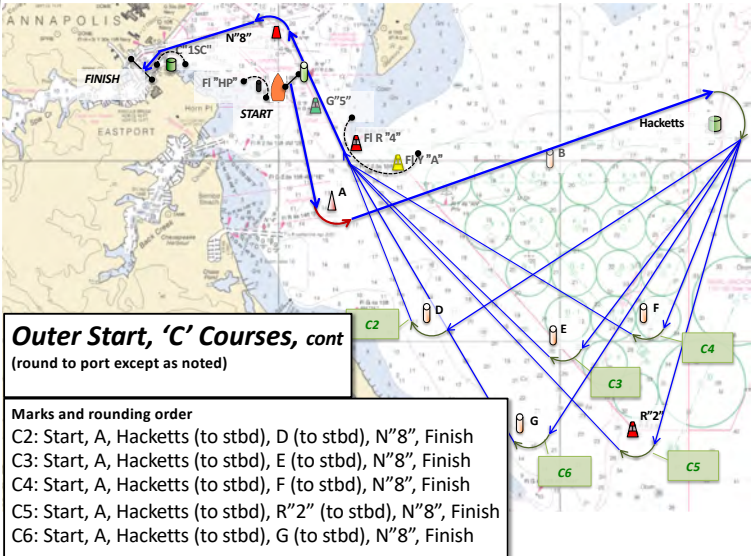 ANNAPOLIS
N"8"
"1SC"
FINISH
Fl "HP"
START
G"5"
Hacketts
EASTPORT
Horn Pt
Fl R "4"
Fl Y "A"
B
A
Back Creek
D
F
C2
E
C4
Outer Start, 'C' Courses, cont
(round to port except as noted)
C3
G
R"2"
C6
C5
Marks and rounding order
C2: Start, A, Hacketts (to stbd), D (to stbd), N"8", Finish
C3: Start, A, Hacketts (to stbd), E (to stbd), N"8", Finish
C4: Start, A, Hacketts (to stbd), F (to stbd), N"8", Finish
C5: Start, A, Hacketts (to stbd), R"2" (to stbd), N"8", Finish
C6: Start, A, Hacketts (to stbd), G (to stbd), N"8", Finish